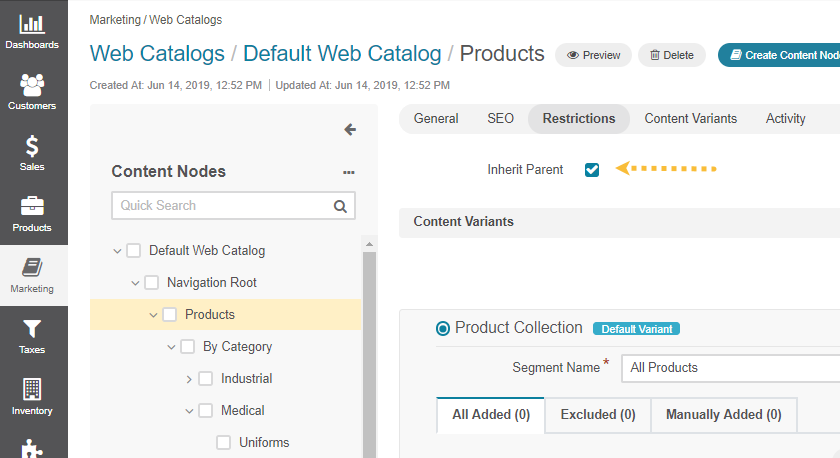 Dashboards
Customers
Sales
Products
Marketing
Taxes
Inventory
Marketing / Web Catalogs
Web Catalogs / Default Web Catalog / Products
Preview
Delete
Create Content Node
Created At: Jun 14, 2019, 12:52 PM | Updated At: Jun 14, 2019, 12:52 PM
Content Nodes
...
Quick Search
Default Web Catalog
Navigation Root
Products
By Category
Industrial
Medical
Uniforms
General SEO Restrictions Content Variants Activity
Inherit Parent
Content Variants
Product Collection Default Variant
Segment Name * All Products
All Added (0) Excluded (0) Manually Added (0)